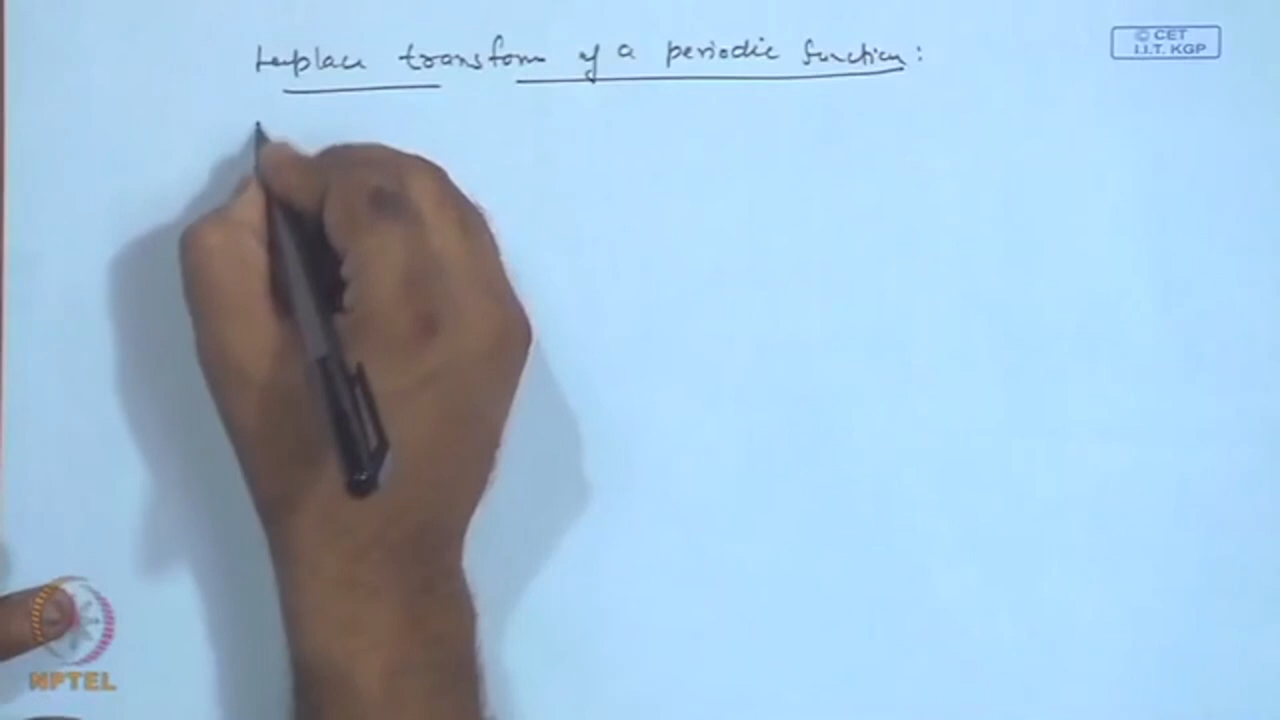 Laplace transform of a periodic function:
© CET
I.I.T. KGP
NPTEL